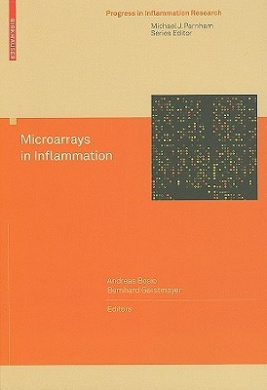 BIRKHÄUSER
Progress in Inflammation Research
Michael J. Parnham
Series Editor
Microarrays
in Inflammation
Andreas Bosio
Bernhard Gerstmayer
Editors